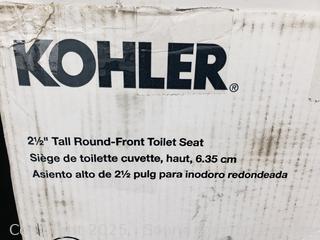 KOHLER®
2½" Tall Round-Front Toilet Seat
Siège de toilette cuvette, haut, 6.35 cm
Asiento alto de 2½ pulg para inodoro redondeada